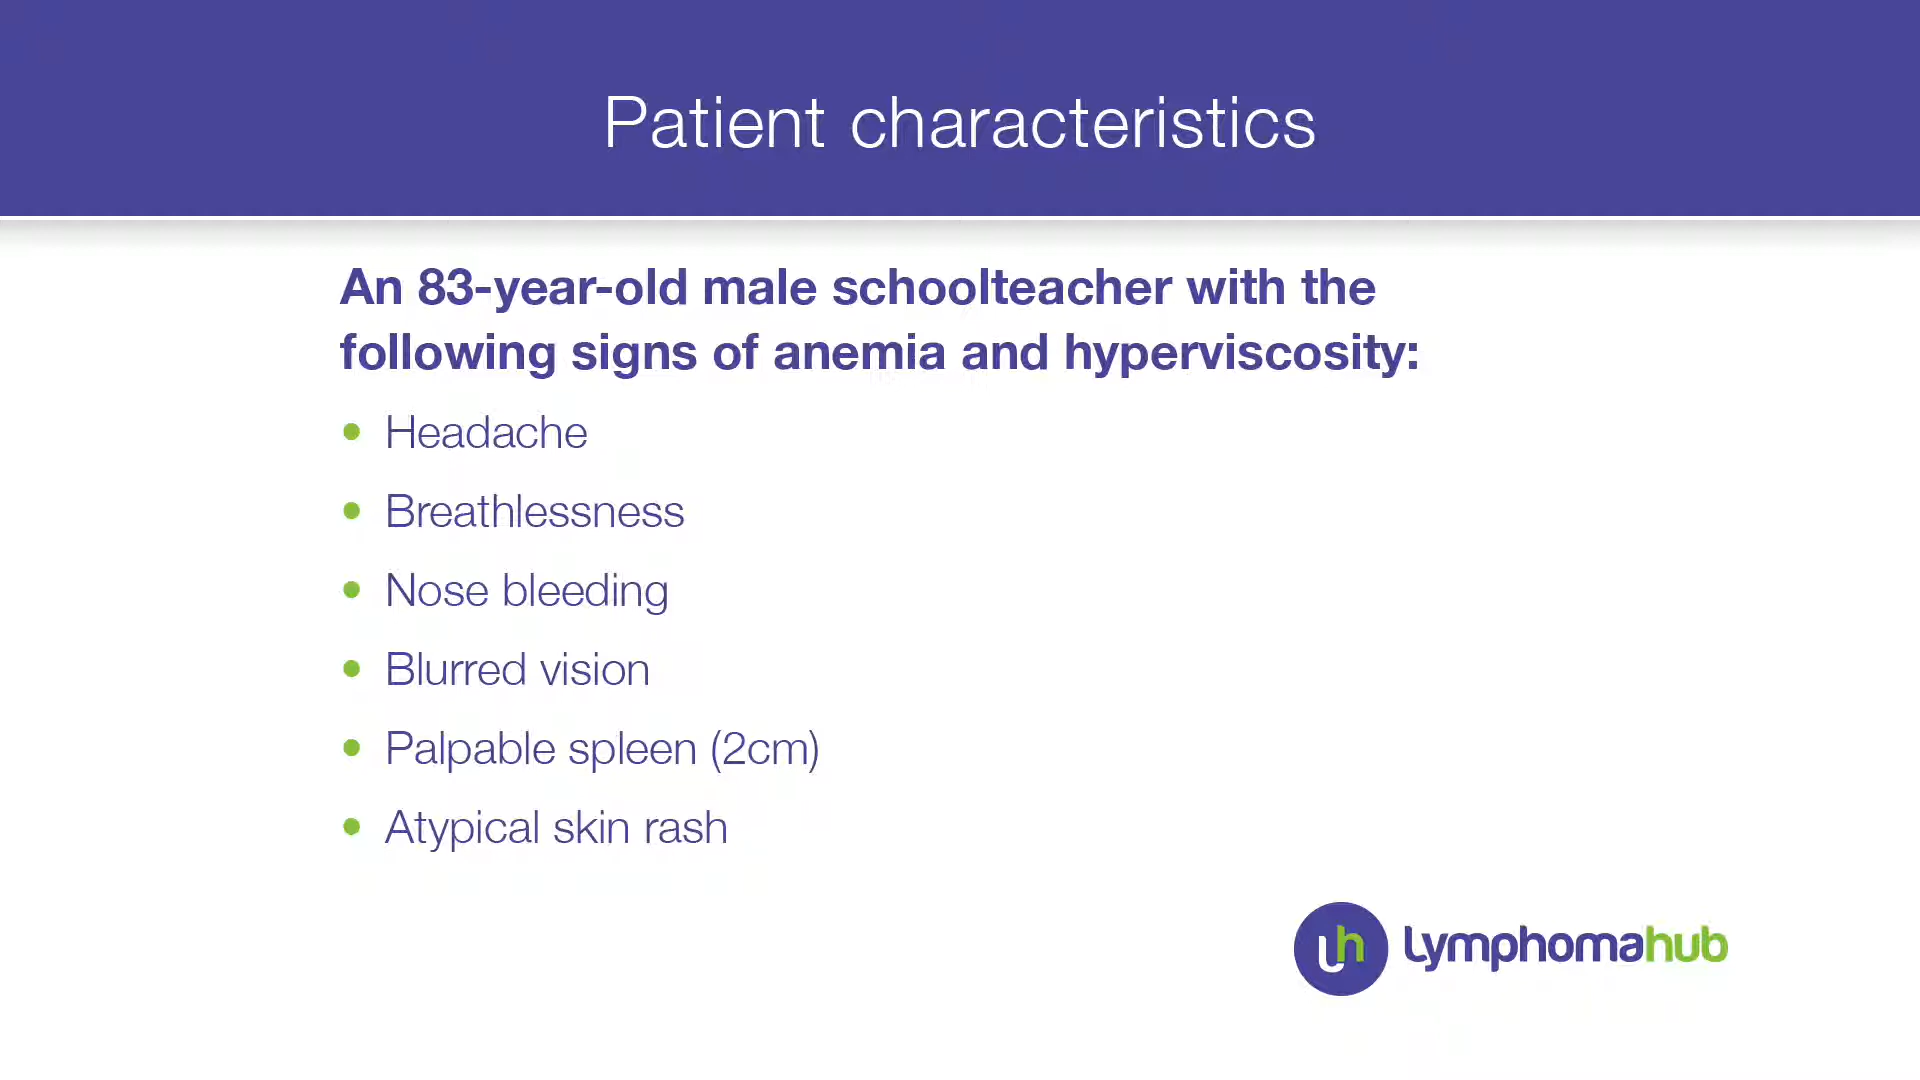 Patient characteristics
An 83-year-old male schoolteacher with the
following signs of anemia and hyperviscosity:
• Headache
• Breathlessness
• Nose bleeding
• Blurred vision
• Palpable spleen (2cm)
• Atypical skin rash
Lh Lymphomahub